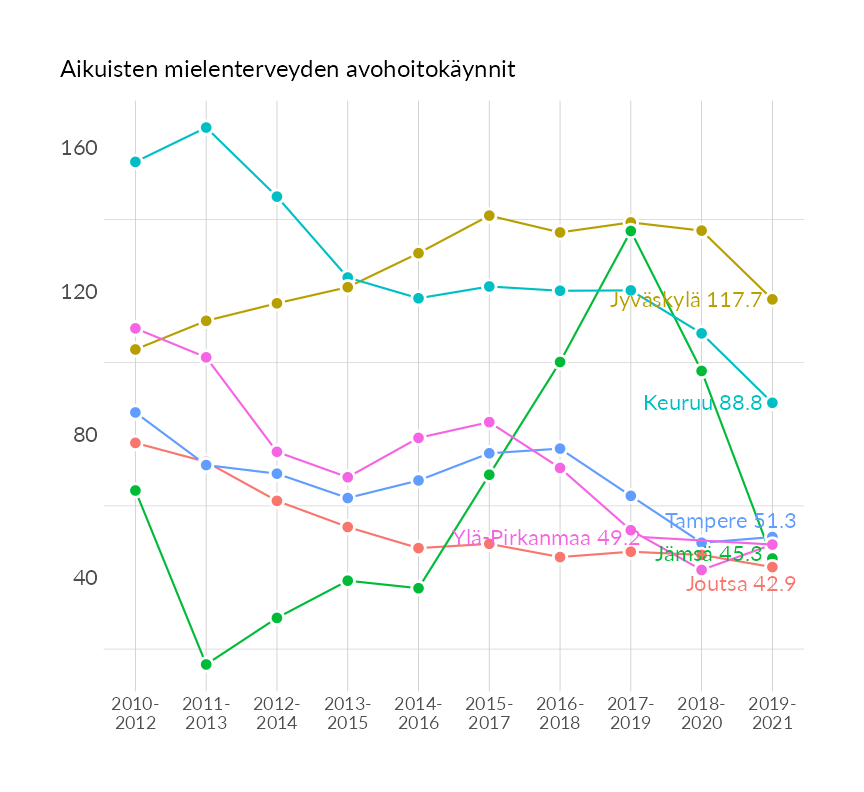 Aikuisten mielenterveyden avohoitokäynnit
160
120
80
40
Jyväskylä 117.7
Keuruu 88.8
Tampere 51.3
Ylä-Pirkanmaa 49.2
Jämsä 45.3
Joutsa 42.9
2010- 2011- 2012- 2013- 2014- 2015- 2016- 2017- 2018- 2019-
2012 2013 2014 2015 2016 2017 2018 2019 2020 2021